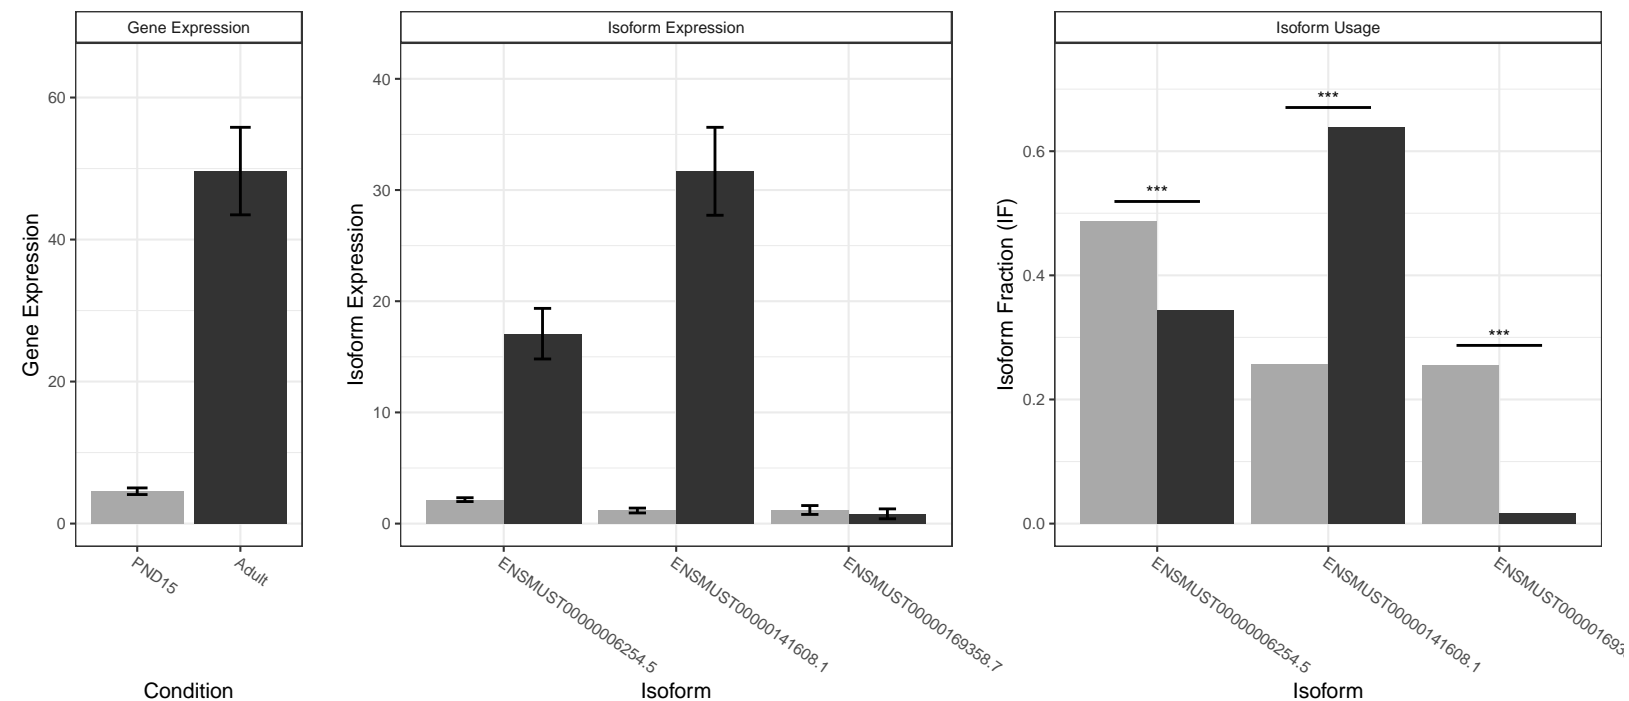 Gene Expression
Isoform Expression
Isoform Usage
Gene Expression
60
40
20
0
PND15
Adult
Condition
Isoform Expression
40
30
20
10
0
ENSMUST00000006254.5
ENSMUST00000141608.1
ENSMUST00000169358.7
Isoform
Isoform Fraction (IF)
0.6
0.4
0.2
0.0
***
***
***
ENSMUST00000006254.5
ENSMUST00000141608.1
ENSMUST000001693
Isoform